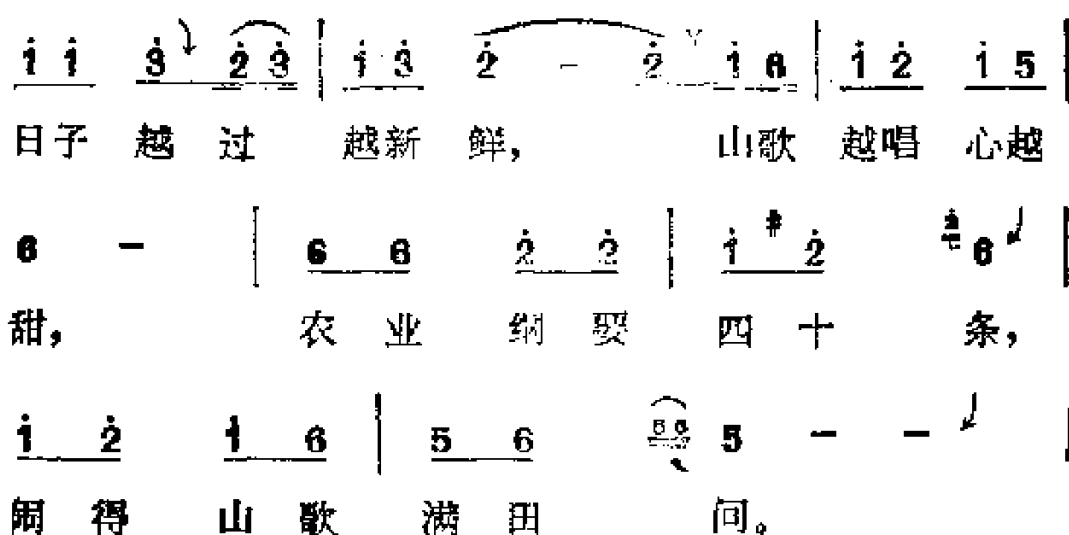 1̇ 1̇ 3̇ 2̇ 3̇ | 1̇ 3̇ 2̇ - 2̇ 1̇ 6 | 1̇ 2̇ 1̇ 5 |
日子 越 过 越新 鲜, 山歌 越唱 心越
6 - | 6 6 2̇ 2̇ | 1̇ #2̇ 6 |
甜, 农 业 纲 要 四 十 条,
1̇ 2̇ 1̇ 6 | 5 6 56 5 - - |
闹 得 山 歌 满 田 间。